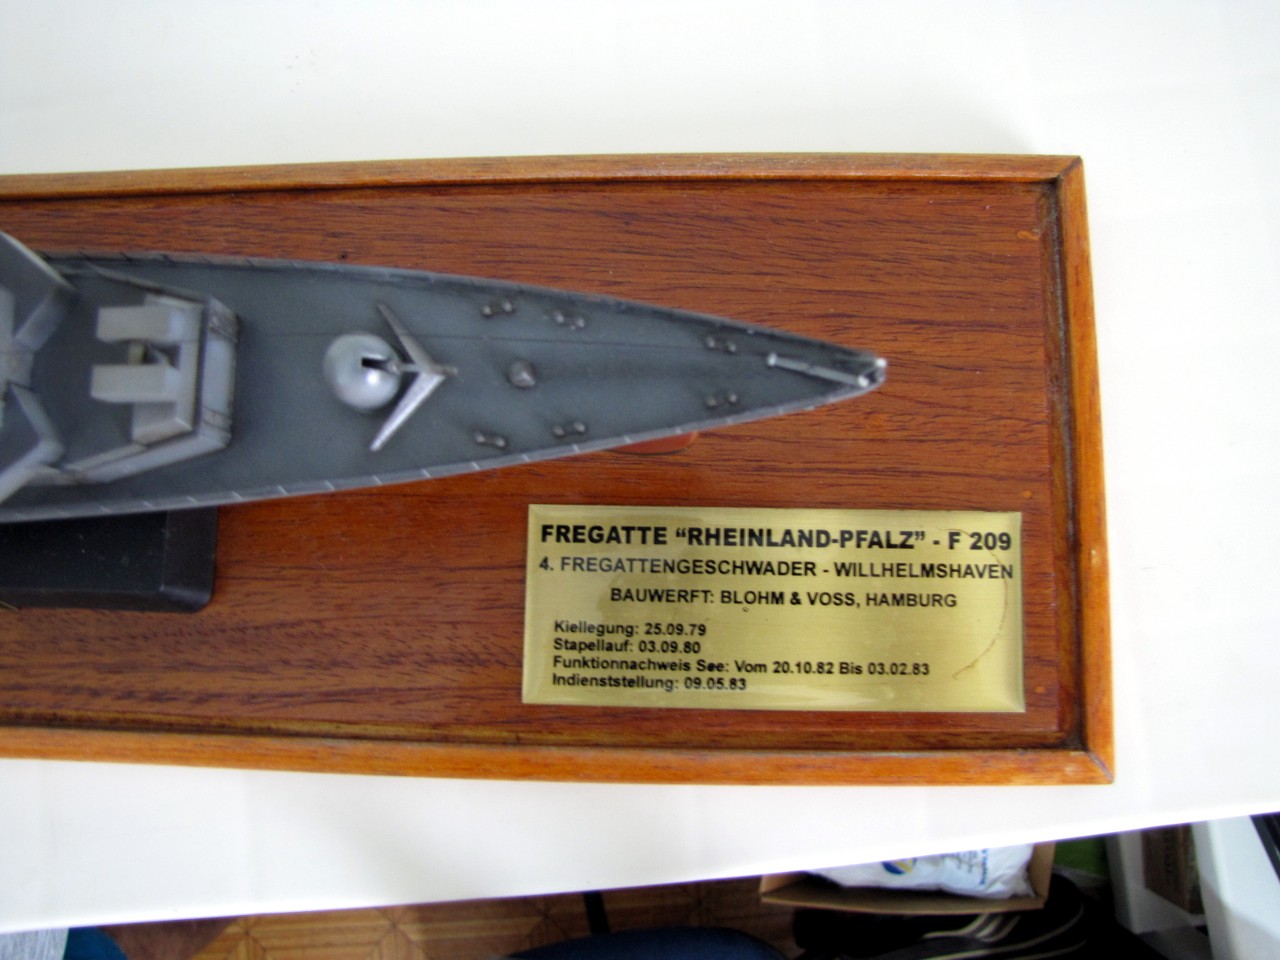 FREGATTE “RHEINLAND-PFALZ” - F 209
4. FREGATTENGESCHWADER - WILLHELMSHAVEN
BAUWERFT: BLOHM & VOSS, HAMBURG
Kiellegung: 25.09.79
Stapellauf: 03.09.80
Funktionnachweis See: Vom 20.10.82 Bis 03.02.83
Indienststellung: 09.05.83